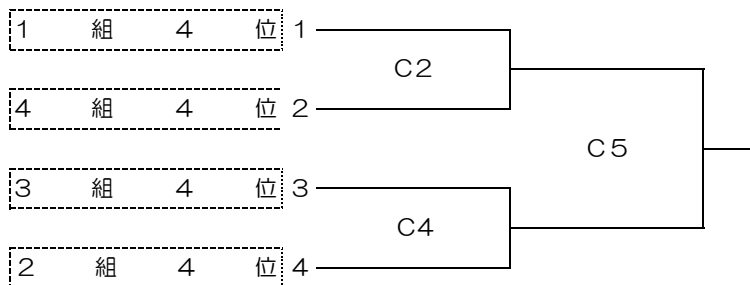 １ 組 ４ 位 １
Ｃ２
４ 組 ４ 位 ２
Ｃ５
３ 組 ４ 位 ３
Ｃ４
２ 組 ４ 位 ４